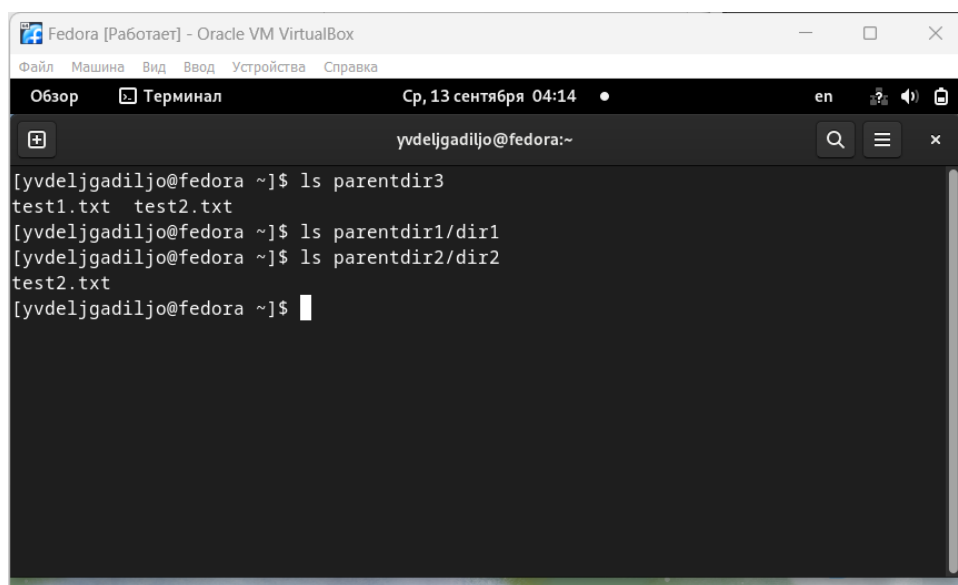 Fedora [Работает] - Oracle VM VirtualBox
Файл Машина Вид Ввод Устройства Справка
Обзор Терминал Ср, 13 сентября 04:14 en
yvdeljgadiljo@fedora:~
[yvdeljgadiljo@fedora ~]$ ls parentdir3
test1.txt  test2.txt
[yvdeljgadiljo@fedora ~]$ ls parentdir1/dir1
[yvdeljgadiljo@fedora ~]$ ls parentdir2/dir2
test2.txt
[yvdeljgadiljo@fedora ~]$